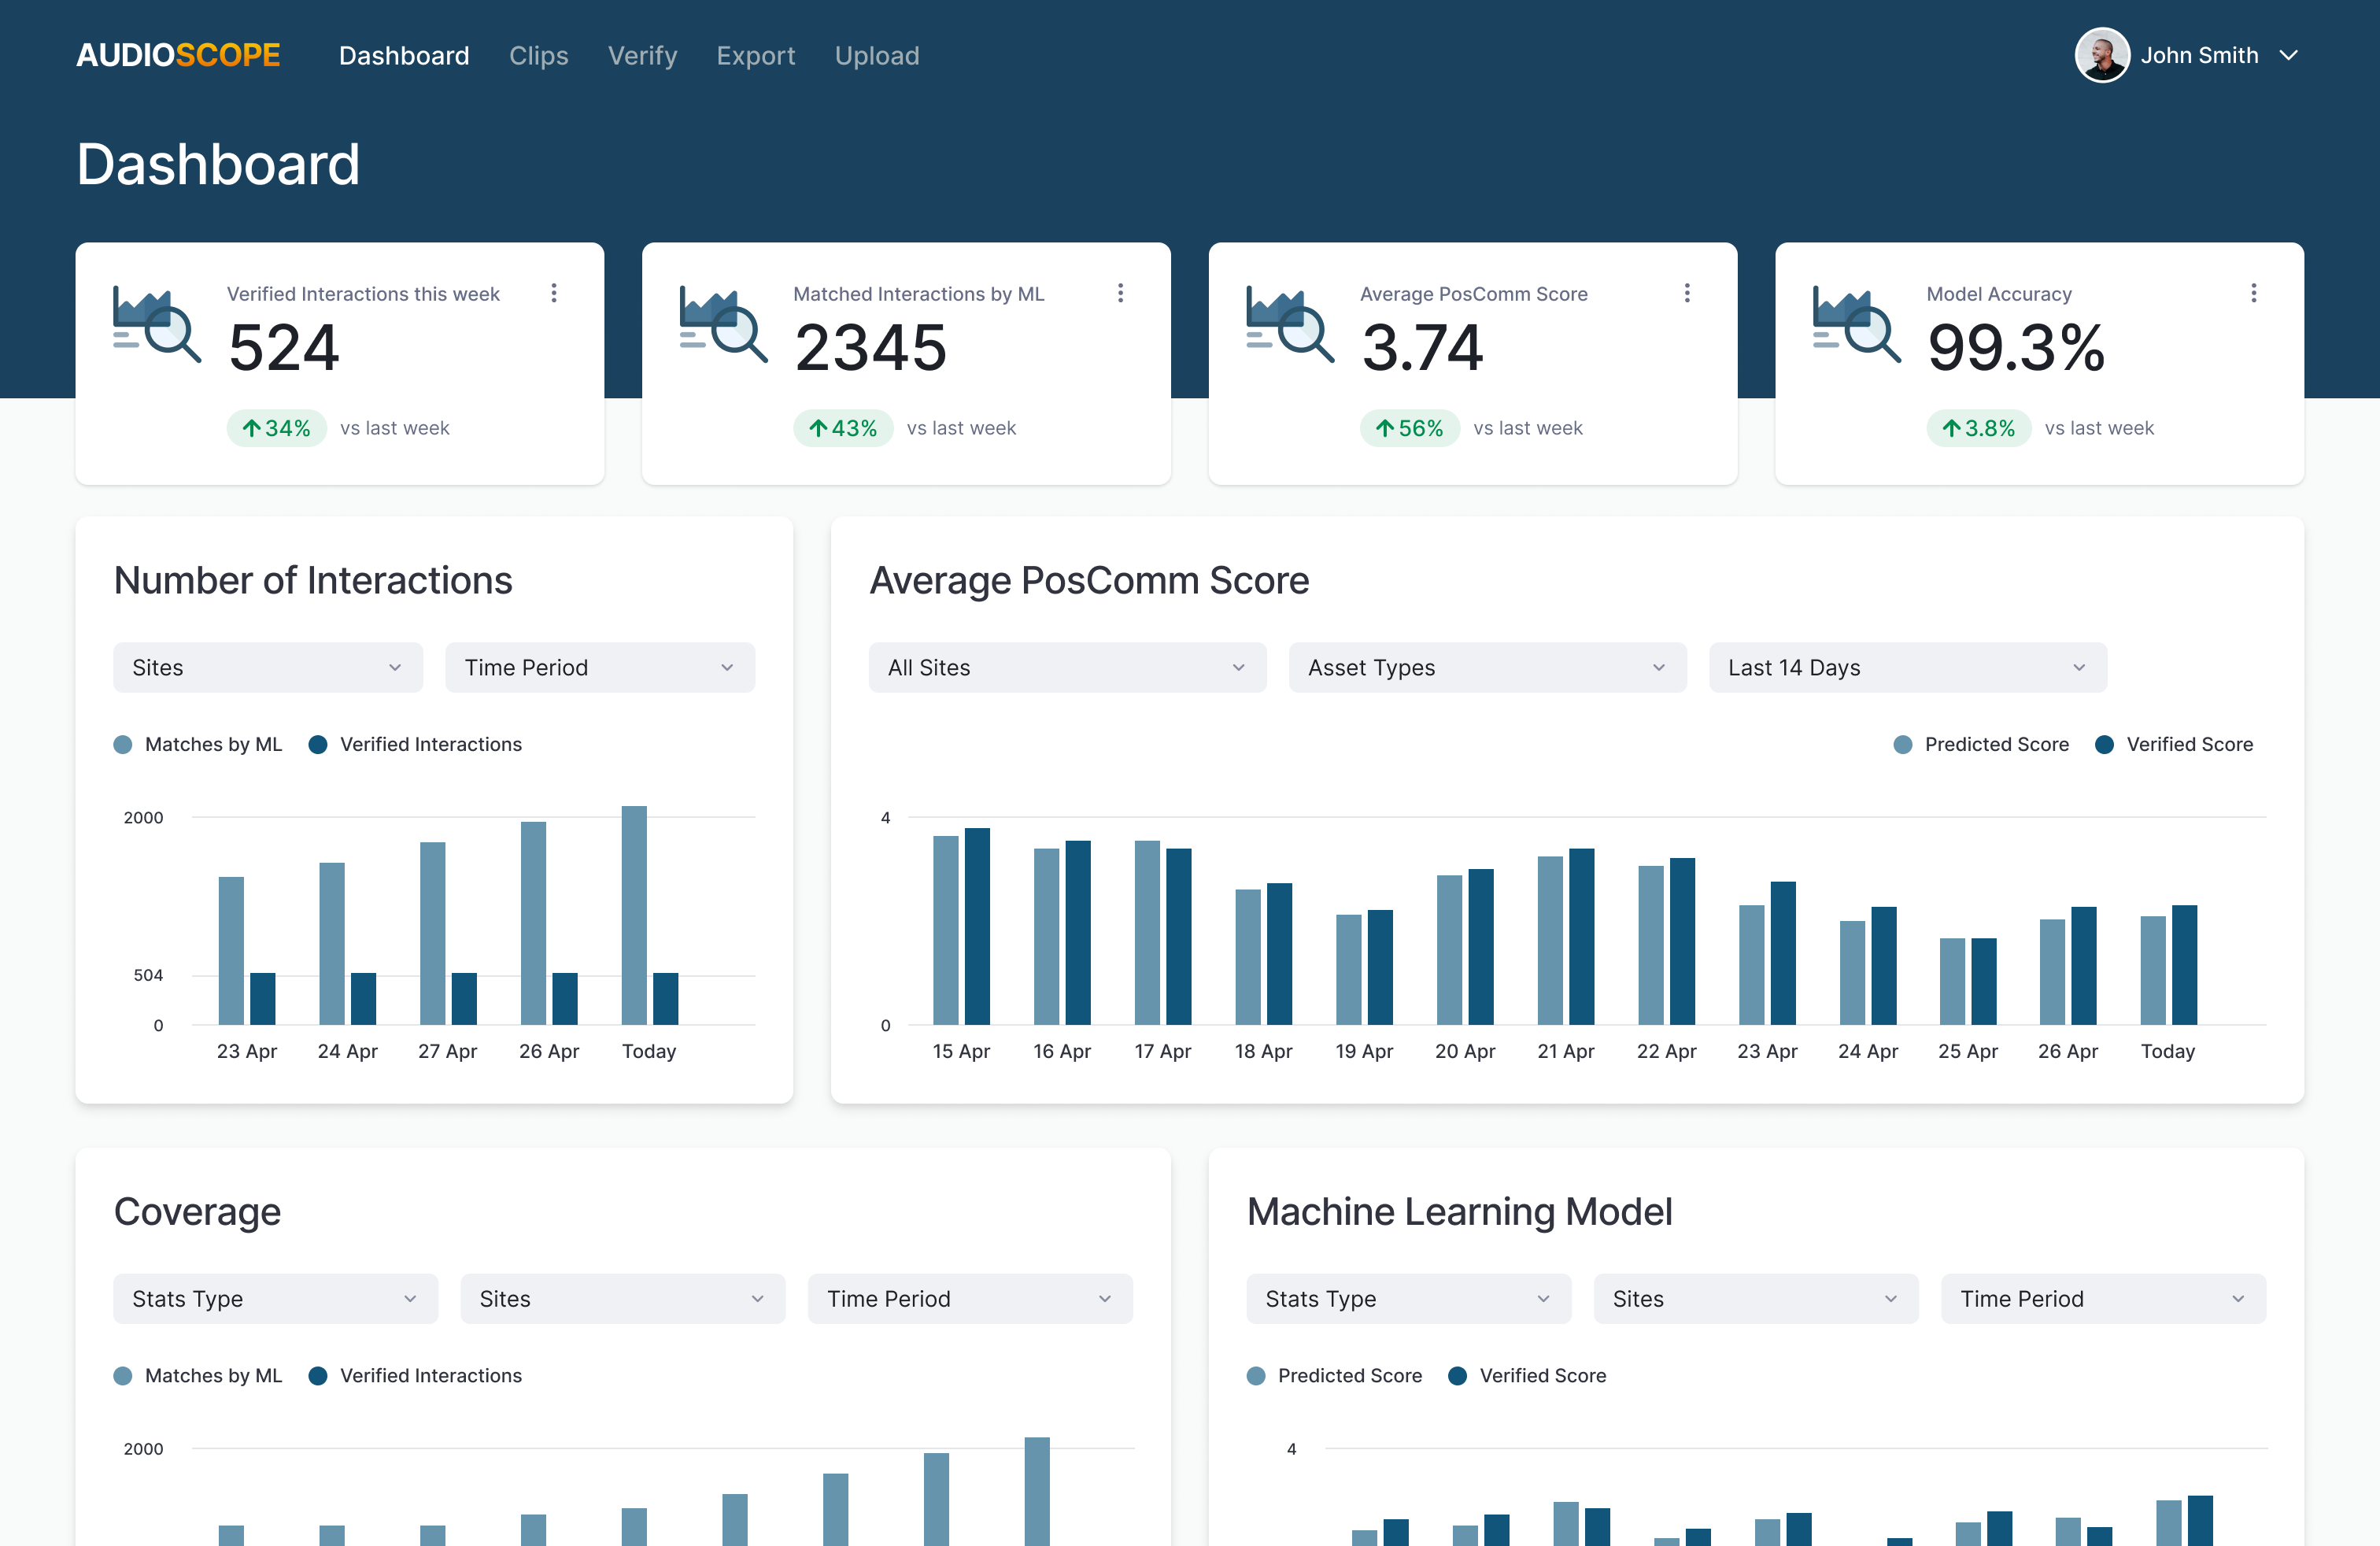 AUDIOSCOPE Dashboard Clips Verify Export Upload John Smith
Dashboard
Verified Interactions this week
524
34% vs last week
Matched Interactions by ML
2345
43% vs last week
Average PosComm Score
3.74
56% vs last week
Model Accuracy
99.3%
3.8% vs last week
Number of Interactions
Sites Time Period
Matches by ML Verified Interactions
2000
504
0
23 Apr 24 Apr 27 Apr 26 Apr Today
Average PosComm Score
All Sites Asset Types Last 14 Days
Predicted Score Verified Score
4
0
15 Apr 16 Apr 17 Apr 18 Apr 19 Apr 20 Apr 21 Apr 22 Apr 23 Apr 24 Apr 25 Apr 26 Apr Today
Coverage
Stats Type Sites Time Period
Matches by ML Verified Interactions
2000
Machine Learning Model
Stats Type Sites Time Period
Predicted Score Verified Score
4